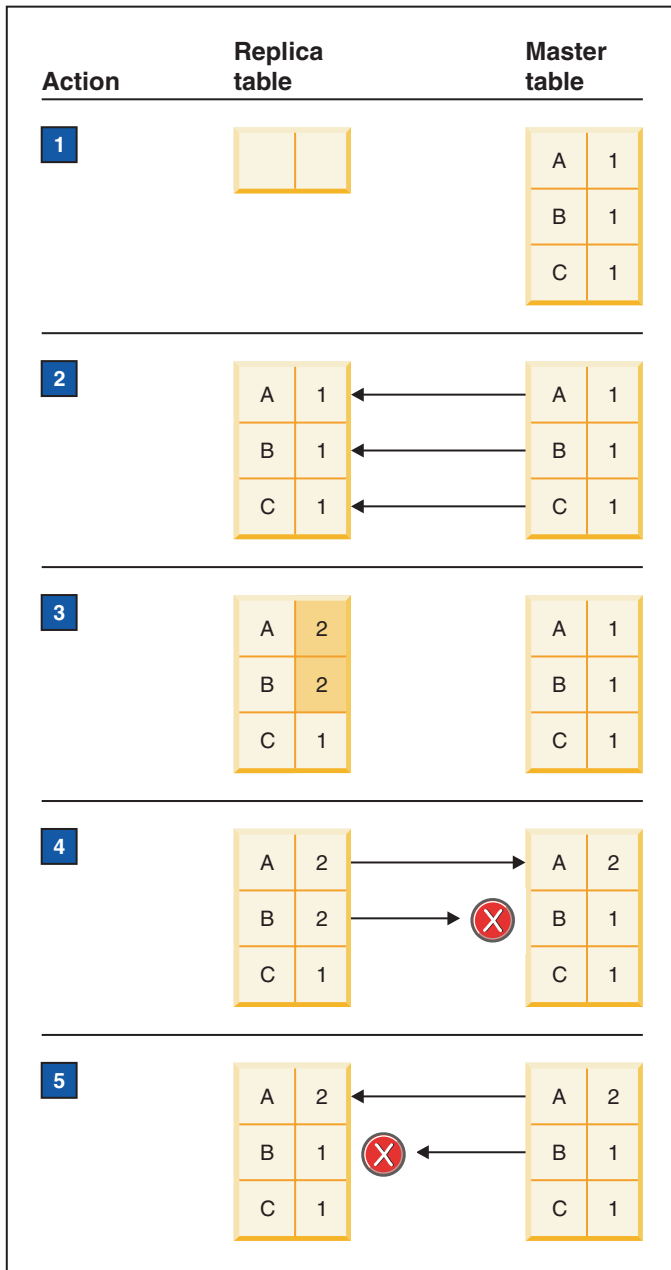 Action Replica table Master table
1
A 1
B 1
C 1
2
A 1 A 1
B 1 B 1
C 1 C 1
3
A 2 A 1
B 2 B 1
C 1 C 1
4
A 2 A 2
B 2 X B 1
C 1 C 1
5
A 2 A 2
B 1 X B 1
C 1 C 1